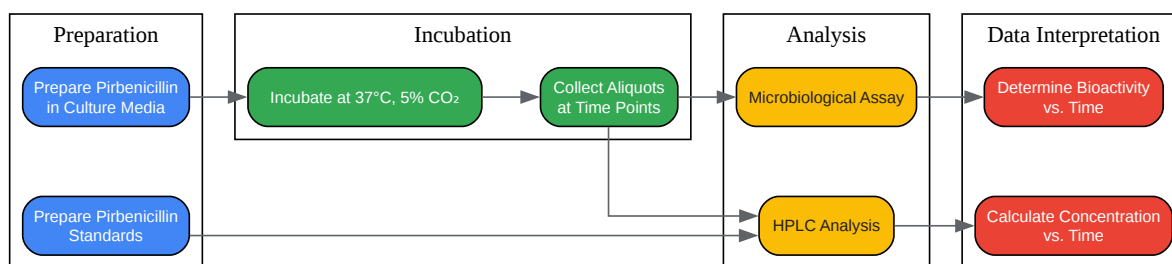 Preparation
Prepare Pirbenicillin
in Culture Media
Prepare Pirbenicillin
Standards
Incubation
Incubate at 37°C, 5% CO₂
Collect Aliquots
at Time Points
Analysis
Microbiological Assay
HPLC Analysis
Data Interpretation
Determine Bioactivity
vs. Time
Calculate Concentration
vs. Time